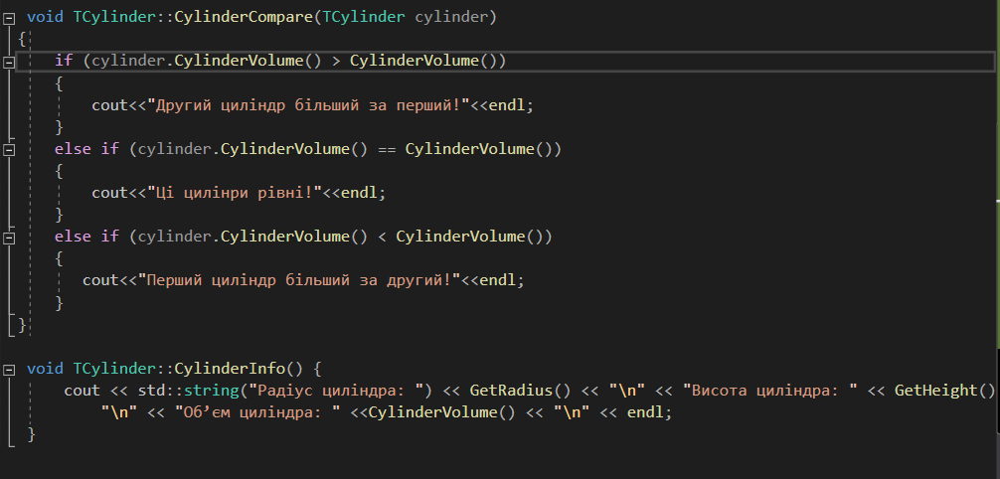 void TCylinder::CylinderCompare(TCylinder cylinder)
{
if (cylinder.CylinderVolume() > CylinderVolume())
{
cout<<"Другий циліндр більший за перший!"<<endl;
}
else if (cylinder.CylinderVolume() == CylinderVolume())
{
cout<<"Ці цилінри рівні!"<<endl;
}
else if (cylinder.CylinderVolume() < CylinderVolume())
{
cout<<"Перший циліндр більший за другий!"<<endl;
}
}
void TCylinder::CylinderInfo() {
cout << std::string("Радіус циліндра: ") << GetRadius() << "\n" << "Висота циліндра: " << GetHeight()
"\n" << "Об’єм циліндра: " <<CylinderVolume() << "\n" << endl;
}